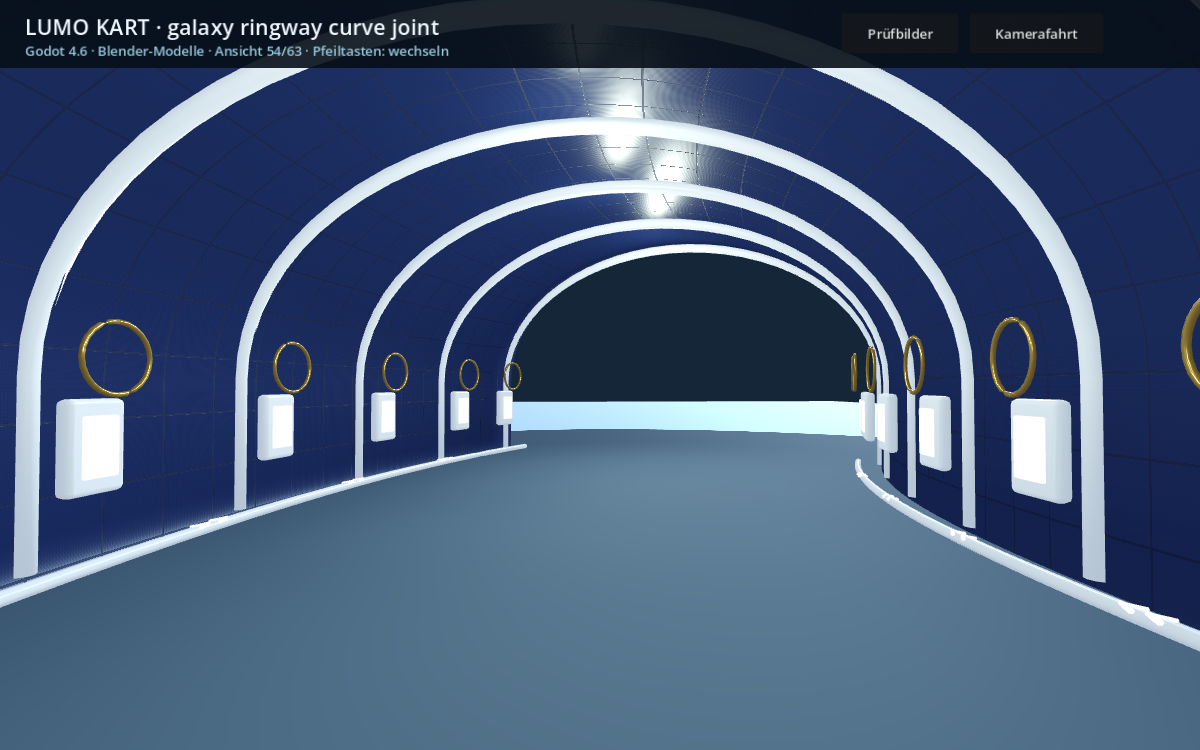 LUMO KART · galaxy ringway curve joint
Godot 4.6 · Blender-Modelle · Ansicht 54/63 · Pfeiltasten: wechseln
Prüfbilder
Kamerafahrt